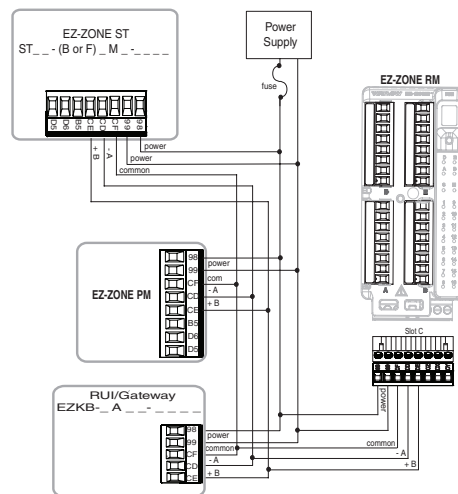 EZ-ZONE ST
ST_ _ - (B or F) _ M _ -_ _ _ _
D5
D6
B5
CE
CD
CF
99
98
+ B
- A
common
power
power
Power
Supply
fuse
EZ-ZONE RM
EZ-ZONE PM
98
99
CF
CD
CE
B5
D6
D5
power
com
- A
+ B
RUI/Gateway
EZKB-_ A _ _-_ _ _ _ _
98
99
CF
CD
CE
power
common
- A
+ B
Slot C
power
common
- A
+ B